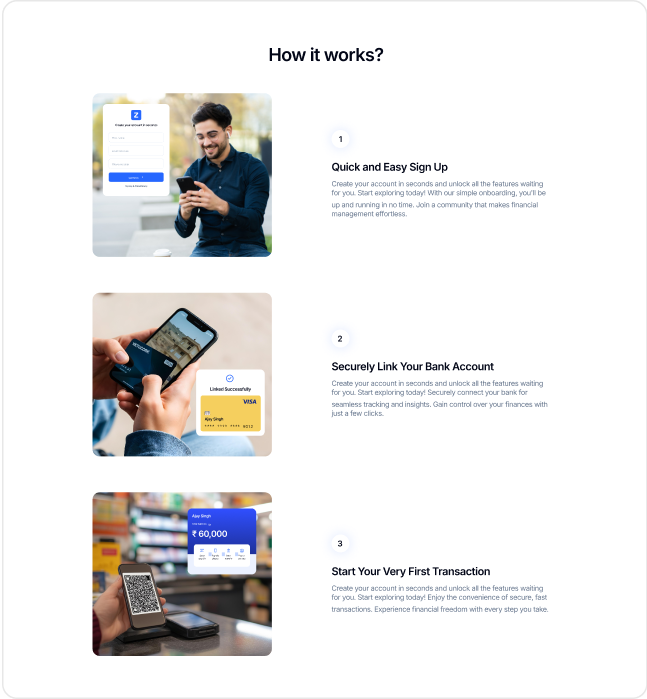 How it works?
Create your account in seconds
1
Quick and Easy Sign Up
Create your account in seconds and unlock all the features waiting
for you. Start exploring today! With our simple onboarding, you'll be
up and running in no time. Join a community that makes financial
management effortless.
Linked Successfully
VISA
Ajay Singh
2
Securely Link Your Bank Account
Create your account in seconds and unlock all the features waiting
for you. Start exploring today! Securely connect your bank for
seamless tracking and insights. Gain control over your finances with
just a few clicks.
Ajay Singh
₹ 60,000
3
Start Your Very First Transaction
Create your account in seconds and unlock all the features waiting
for you. Start exploring today! Enjoy the convenience of secure, fast
transactions. Experience financial freedom with every step you take.